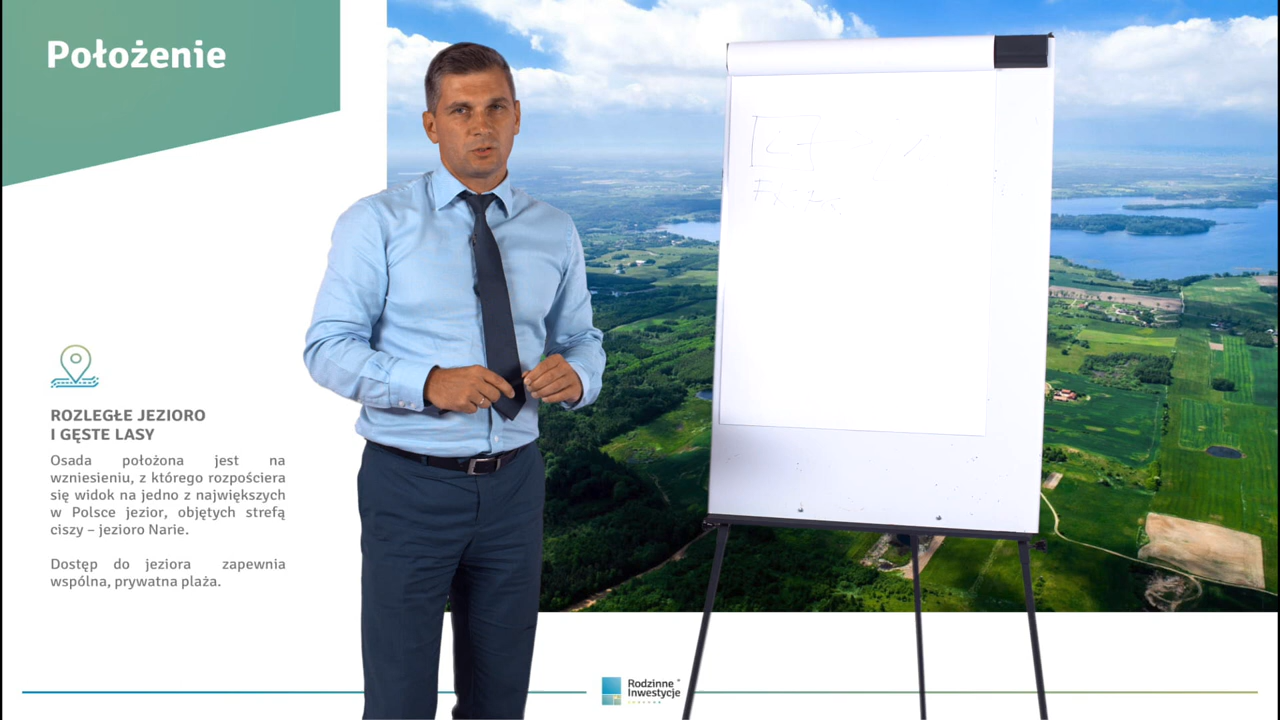 Położenie
ROZLEGŁE JEZIORO
I GĘSTE LASY
Osada położona jest na
wzniesieniu, z którego rozpościera
się widok na jedno z największych
w Polsce jezior, objętych strefą
ciszy – jezioro Narie.
Dostęp do jeziora zapewnia
wspólna, prywatna plaża.
Rodzinne
Inwestycje